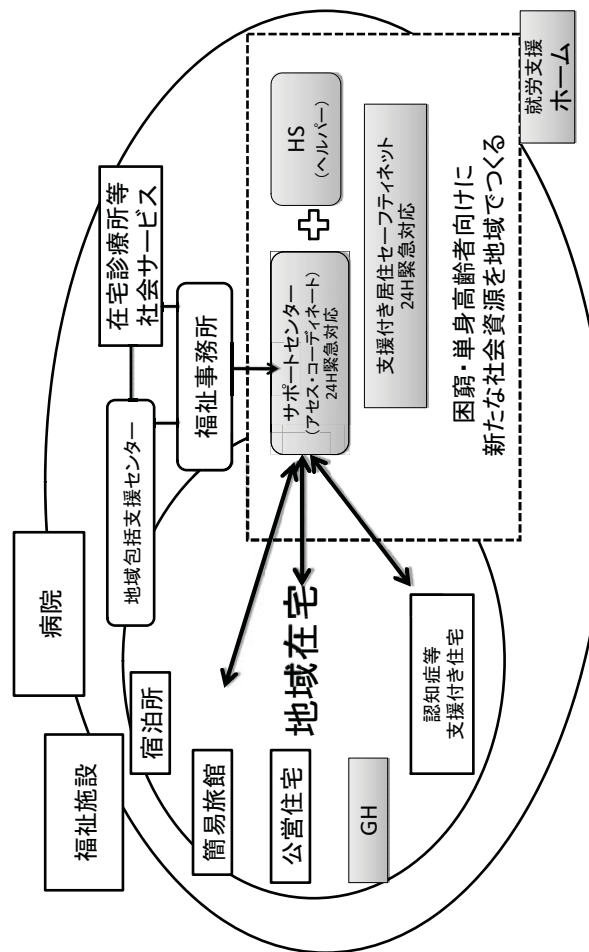 福祉施設
病院
宿泊所
地域包括支援センター
在宅診療所等
社会サービス
福祉事務所
簡易旅館
公営住宅
GH
認知症等
支援付き住宅
地域在宅
サポートセンター
(アセス・コーディネート)
24H緊急対応
HS
(ヘルパー)
支援付き居住セーフティネット
24H緊急対応
困窮・単身高齢者向けに
新たな社会資源を地域でつくる
就労支援
ホーム